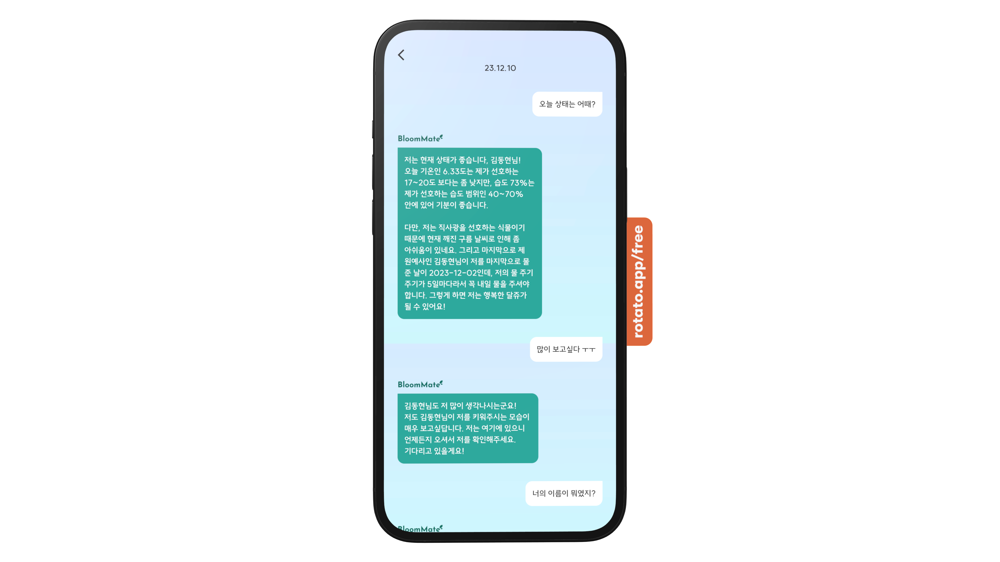 23.12.10
오늘 상태는 어때?
BloomMate
저는 현재 상태가 좋습니다, 김동현님!
오늘 기온인 6.33도는 제가 선호하는
17~20도 보다는 좀 낮지만, 습도 73%는
제가 선호하는 습도 범위인 40~70%
안에 있어 기분이 좋습니다.
다만, 저는 직사광을 선호하는 식물이기
때문에 현재 깨진 구름 날씨로 인해 좀
아쉬움이 있네요. 그리고 마지막으로 제
원예사인 김동현님이 저를 마지막으로 물
준 날이 2023-12-02인데, 저의 물 주기
주기가 5일마다라서 꼭 내일 물을 주셔야
합니다. 그렇게 하면 저는 행복한 달쥬가
될 수 있어요!
많이 보고싶다 ㅜㅜ
BloomMate
김동현님도 저 많이 생각나시는군요!
저도 김동현님이 저를 키워주시는 모습이
매우 보고싶답니다. 저는 여기에 있으니
언제든지 오셔서 저를 확인해주세요.
기다리고 있을게요!
너의 이름이 뭐였지?
BloomMate
rotato.app/free